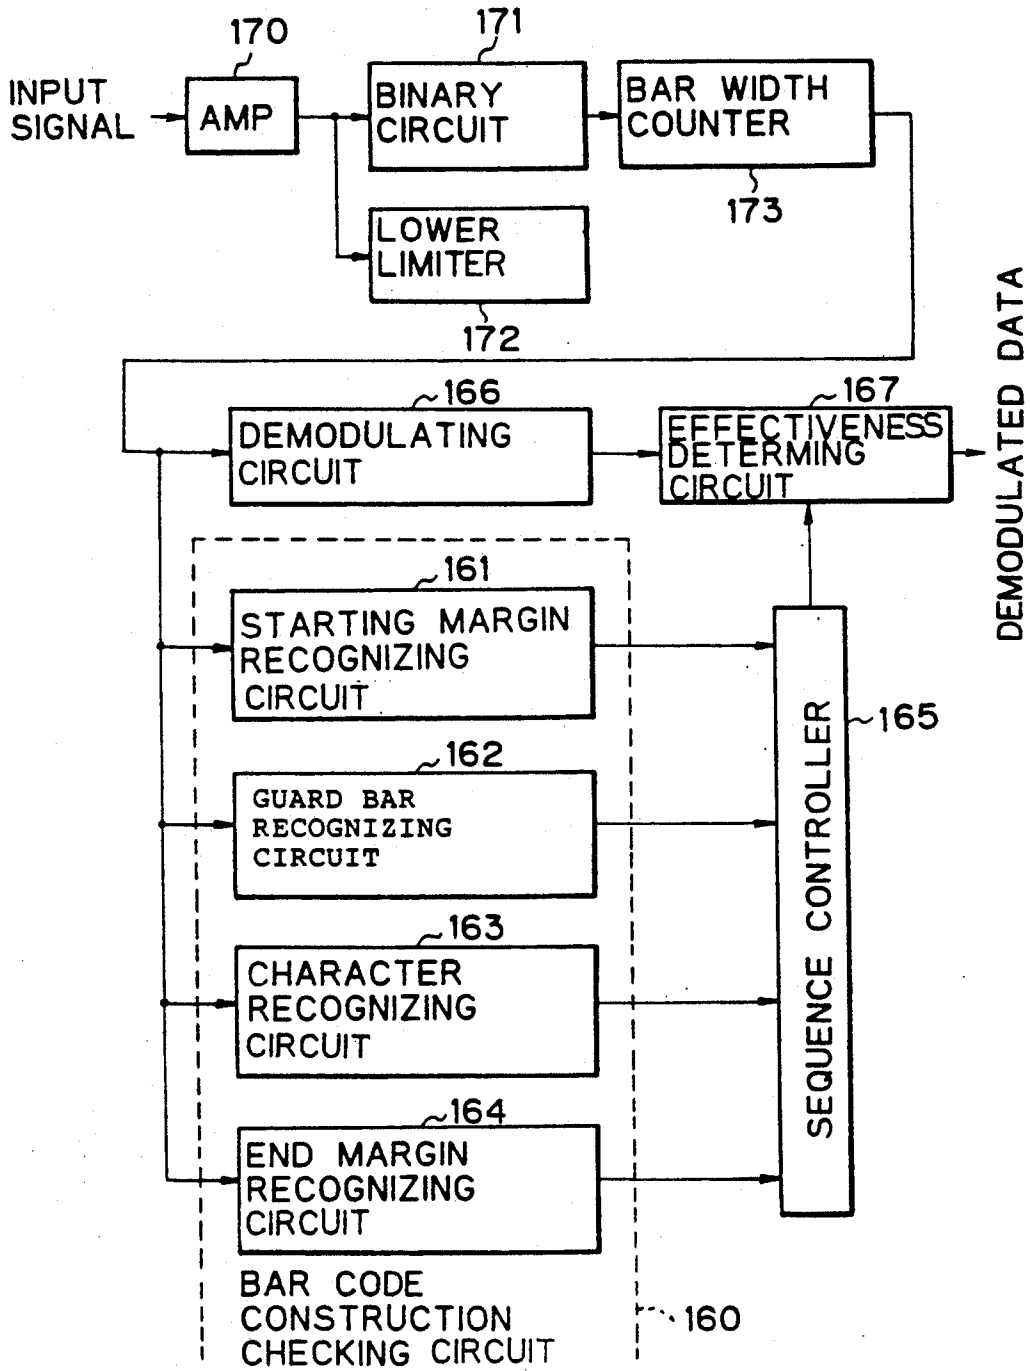 170
171
INPUT
SIGNAL
AMP
BINARY
CIRCUIT
BAR WIDTH
COUNTER
173
LOWER
LIMITER
172
166
167
DEMODULATING
CIRCUIT
EFFECTIVENESS
DETERMING
CIRCUIT
DEMODULATED DATA
161
STARTING MARGIN
RECOGNIZING
CIRCUIT
165
SEQUENCE CONTROLLER
162
GUARD BAR
RECOGNIZING
CIRCUIT
163
CHARACTER
RECOGNIZING
CIRCUIT
164
END MARGIN
RECOGNIZING
CIRCUIT
BAR CODE
CONSTRUCTION
CHECKING CIRCUIT
160